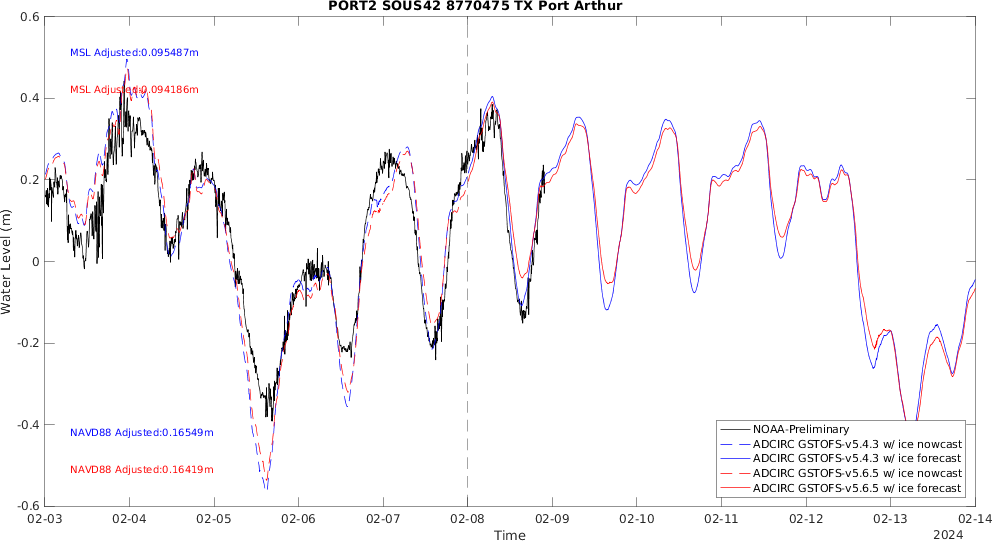 PORT2 SOUS42 8770475 TX Port Arthur
0.6
MSL Adjusted:0.095487m
MSL Adjusted:0.094186m
0.4
0.2
Water Level (m)
0
-0.2
-0.4
NAVD88 Adjusted:0.16549m
NAVD88 Adjusted:0.16419m
-0.6
NOAA-Preliminary
ADCIRC GSTOFS-v5.4.3 w/ ice nowcast
ADCIRC GSTOFS-v5.4.3 w/ ice forecast
ADCIRC GSTOFS-v5.6.5 w/ ice nowcast
ADCIRC GSTOFS-v5.6.5 w/ ice forecast
02-03 02-04 02-05 02-06 02-07 02-08 02-09 02-10 02-11 02-12 02-13 02-14
Time
2024